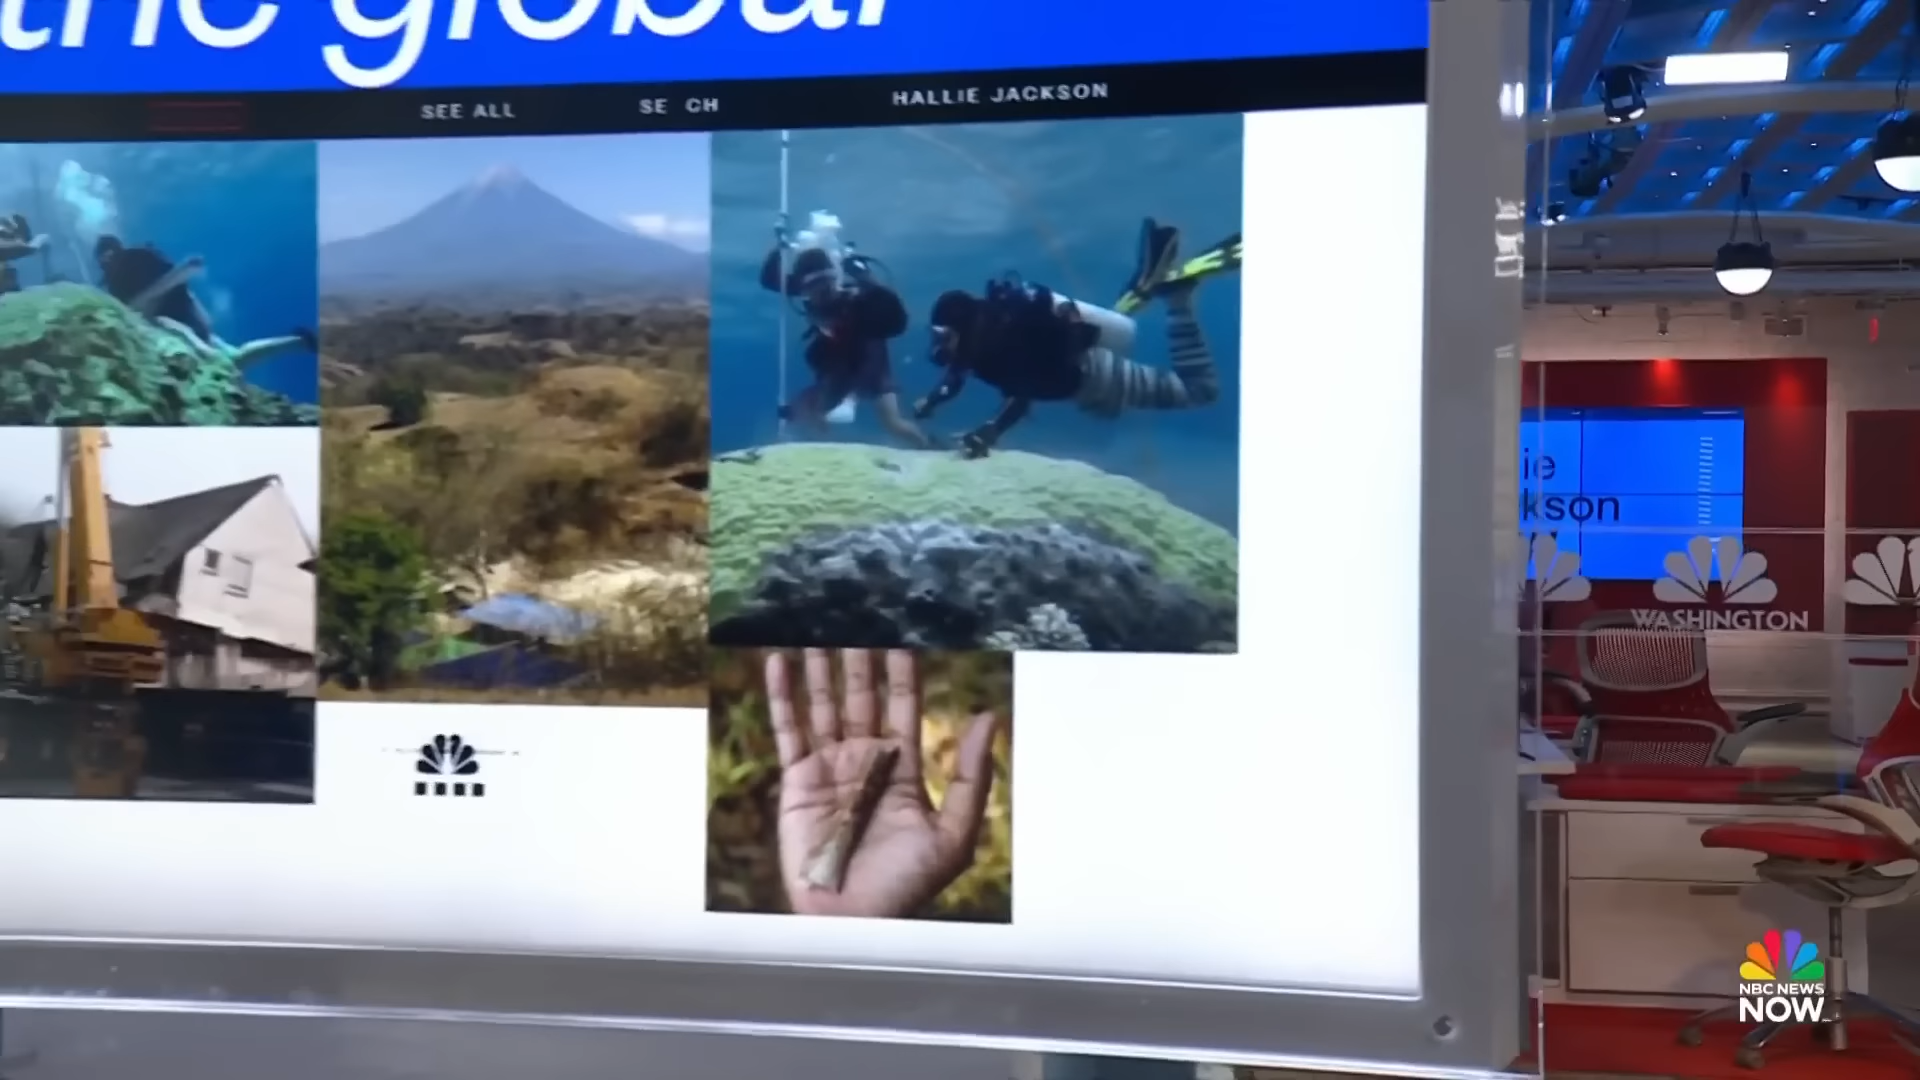 the global
SEE ALL
SE CH
HALLIE JACKSON
ie
kson
WASHINGTON
NBC NEWS
NOW